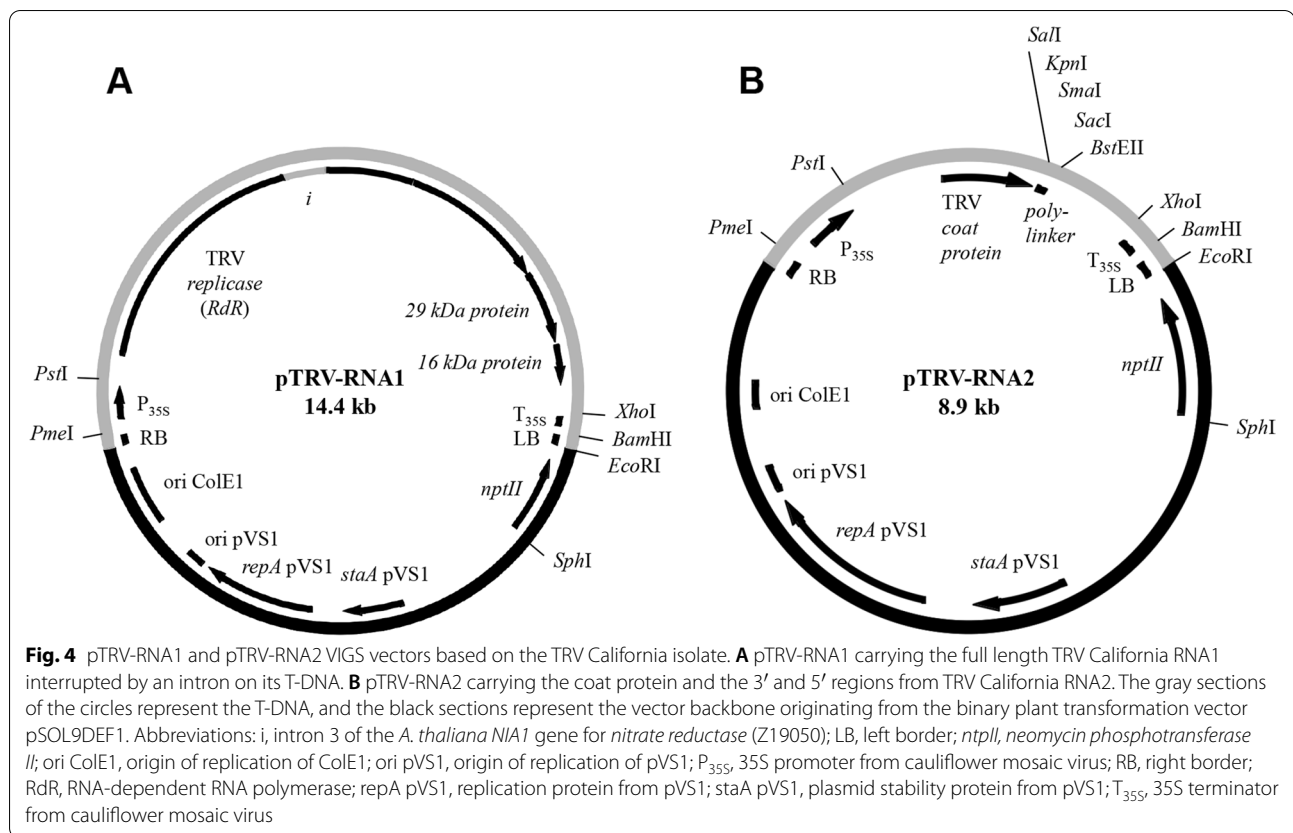 A
i
TRV
replicase
(RdR)
29 kDa protein
16 kDa protein
PstI
pTRV-RNA1
14.4 kb
P35S
T35S
XhoI
PmeI
RB
LB
BamHI
EcoRI
ori ColE1
nptII
ori pVS1
SphI
repA pVS1
staA pVS1
B
SalI
KpnI
SmaI
SacI
BstEII
PstI
TRV
coat
protein
poly-
linker
XhoI
BamHI
EcoRI
PmeI
P35S
RB
T35S
LB
nptII
pTRV-RNA2
8.9 kb
ori ColE1
SphI
ori pVS1
repA pVS1
staA pVS1
Fig. 4 pTRV-RNA1 and pTRV-RNA2 VIGS vectors based on the TRV California isolate. A pTRV-RNA1 carrying the full length TRV California RNA1
interrupted by an intron on its T-DNA. B pTRV-RNA2 carrying the coat protein and the 3′ and 5′ regions from TRV California RNA2. The gray sections
of the circles represent the T-DNA, and the black sections represent the vector backbone originating from the binary plant transformation vector
pSOL9DEF1. Abbreviations: i, intron 3 of the A. thaliana NIA1 gene for nitrate reductase (Z19050); LB, left border; ntpII, neomycin phosphotransferase
II; ori ColE1, origin of replication of ColE1; ori pVS1, origin of replication of pVS1; P35S, 35S promoter from cauliflower mosaic virus; RB, right border;
RdR, RNA-dependent RNA polymerase; repA pVS1, replication protein from pVS1; staA pVS1, plasmid stability protein from pVS1; T35S, 35S terminator
from cauliflower mosaic virus